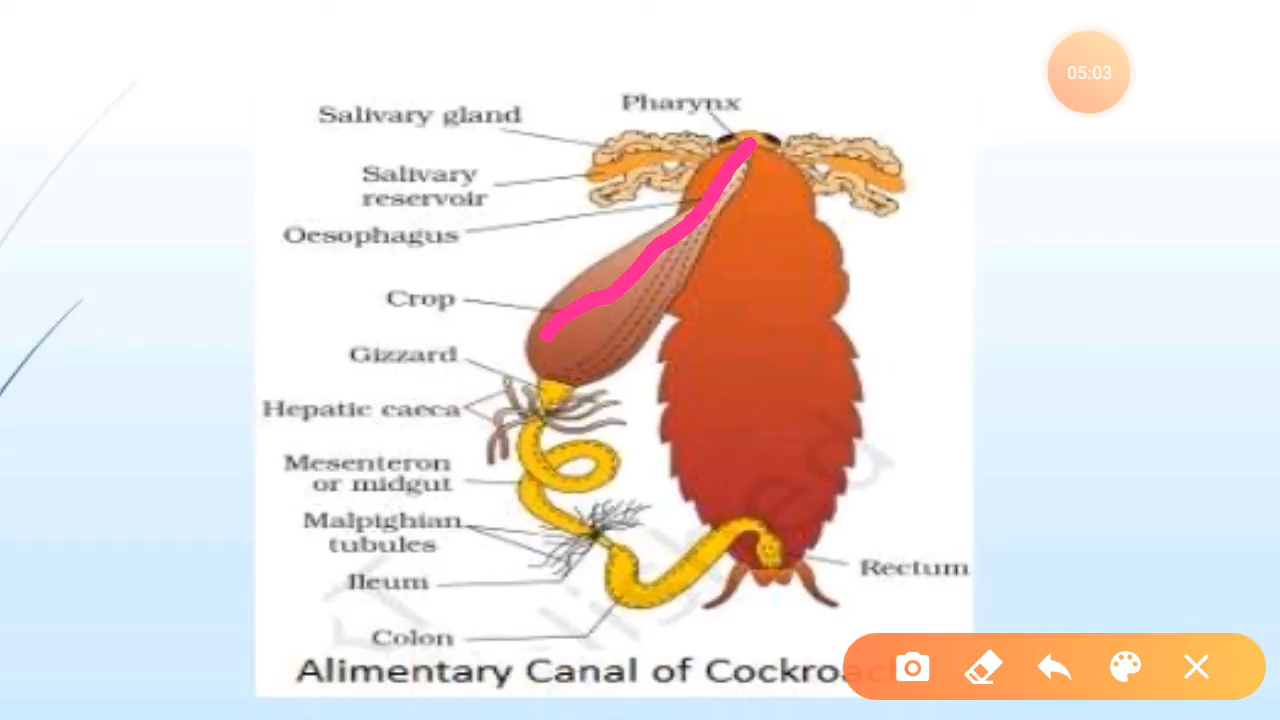 05:03
Pharynx
Salivary gland
Salivary
reservoir
Oesophagus
Crop
Gizzard
Hepatic caeca
Mesenteron
or midgut
Malpighian
tubules
Ileum
Rectum
Colon
Alimentary Canal of Cockroa